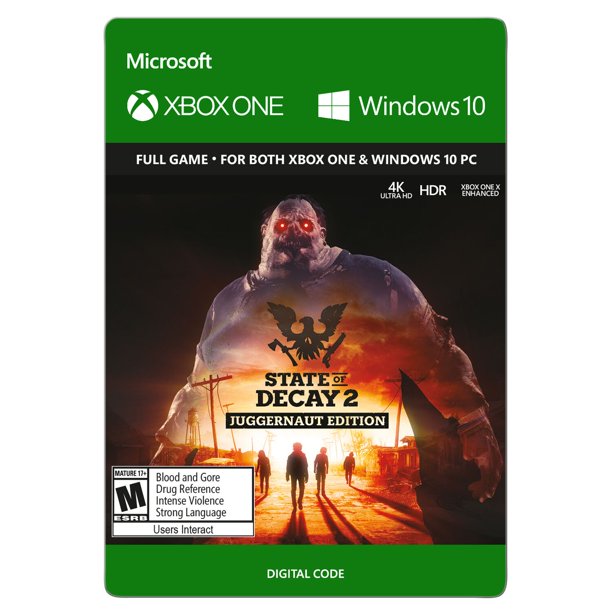 Microsoft
XBOX ONE
Windows 10
FULL GAME • FOR BOTH XBOX ONE & WINDOWS 10 PC
4K
ULTRA HD
HDR
XBOX ONE X
ENHANCED
STATE OF
DECAY 2
JUGGERNAUT EDITION
MATURE 17+
M
ESRB
Blood and Gore
Drug Reference
Intense Violence
Strong Language
Users Interact
DIGITAL CODE